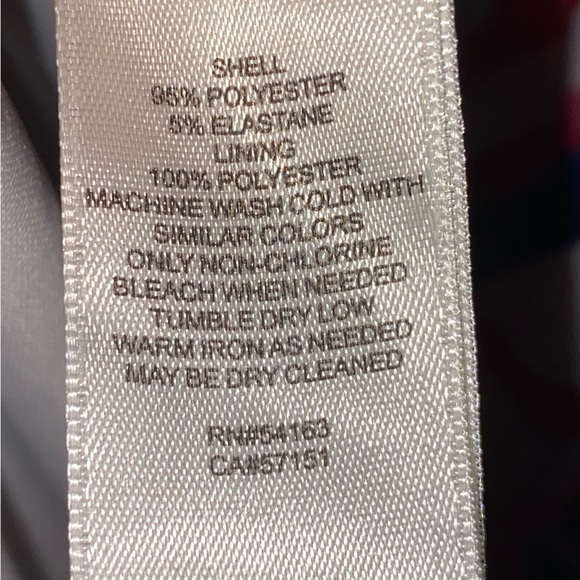 SHELL
95% POLYESTER
5% ELASTANE
LINING
100% POLYESTER
MACHINE WASH COLD WITH
SIMILAR COLORS
ONLY NON-CHLORINE
BLEACH WHEN NEEDED
TUMBLE DRY LOW
WARM IRON AS NEEDED
MAY BE DRY CLEANED
RN#54163
CA#57151